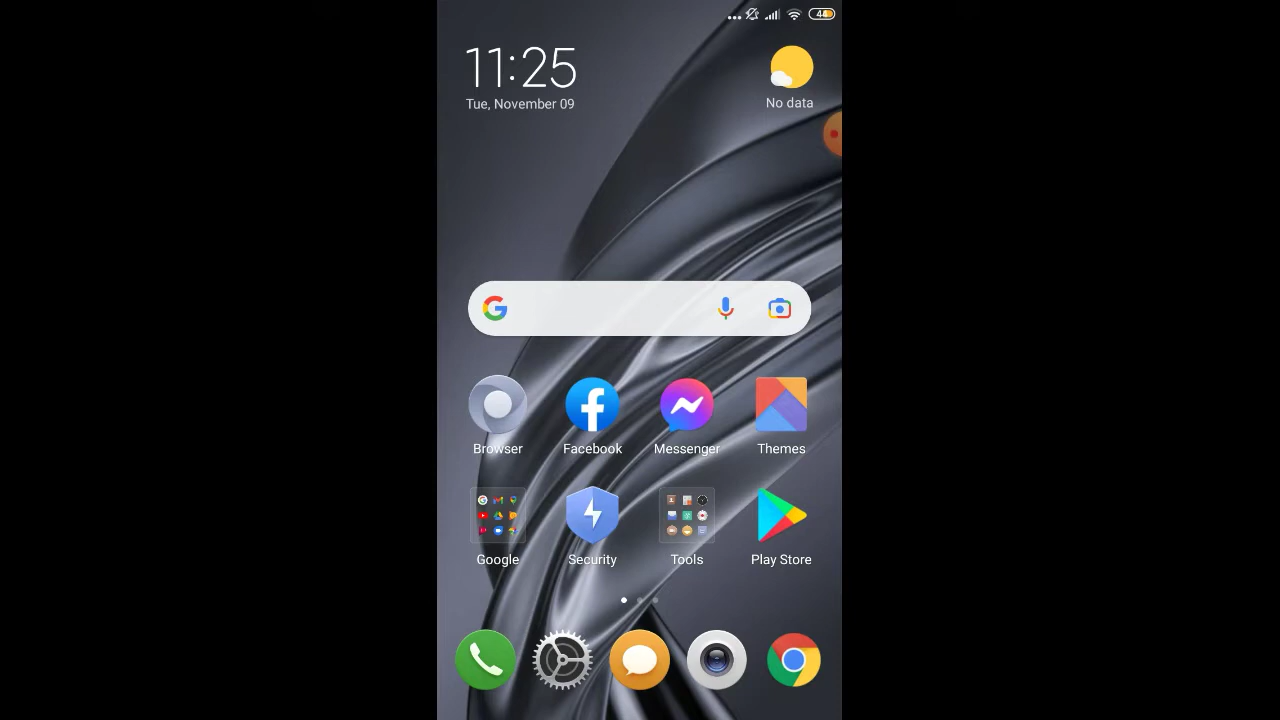 11:25
Tue, November 09
No data
Browser
Facebook
Messenger
Themes
Google
Security
Tools
Play Store